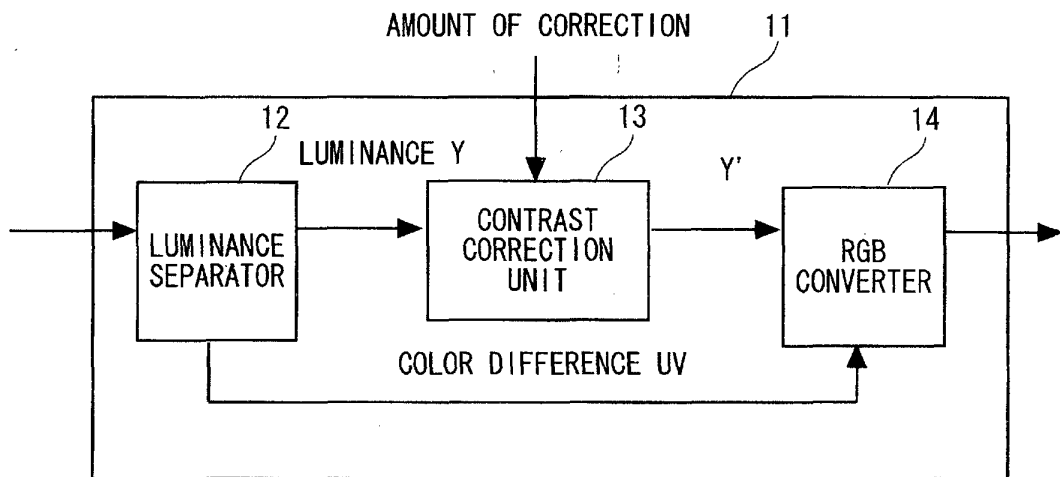 AMOUNT OF CORRECTION
11
12
13
14
LUMINANCE Y
Y'
LUMINANCE
SEPARATOR
CONTRAST
CORRECTION
UNIT
RGB
CONVERTER
COLOR DIFFERENCE UV